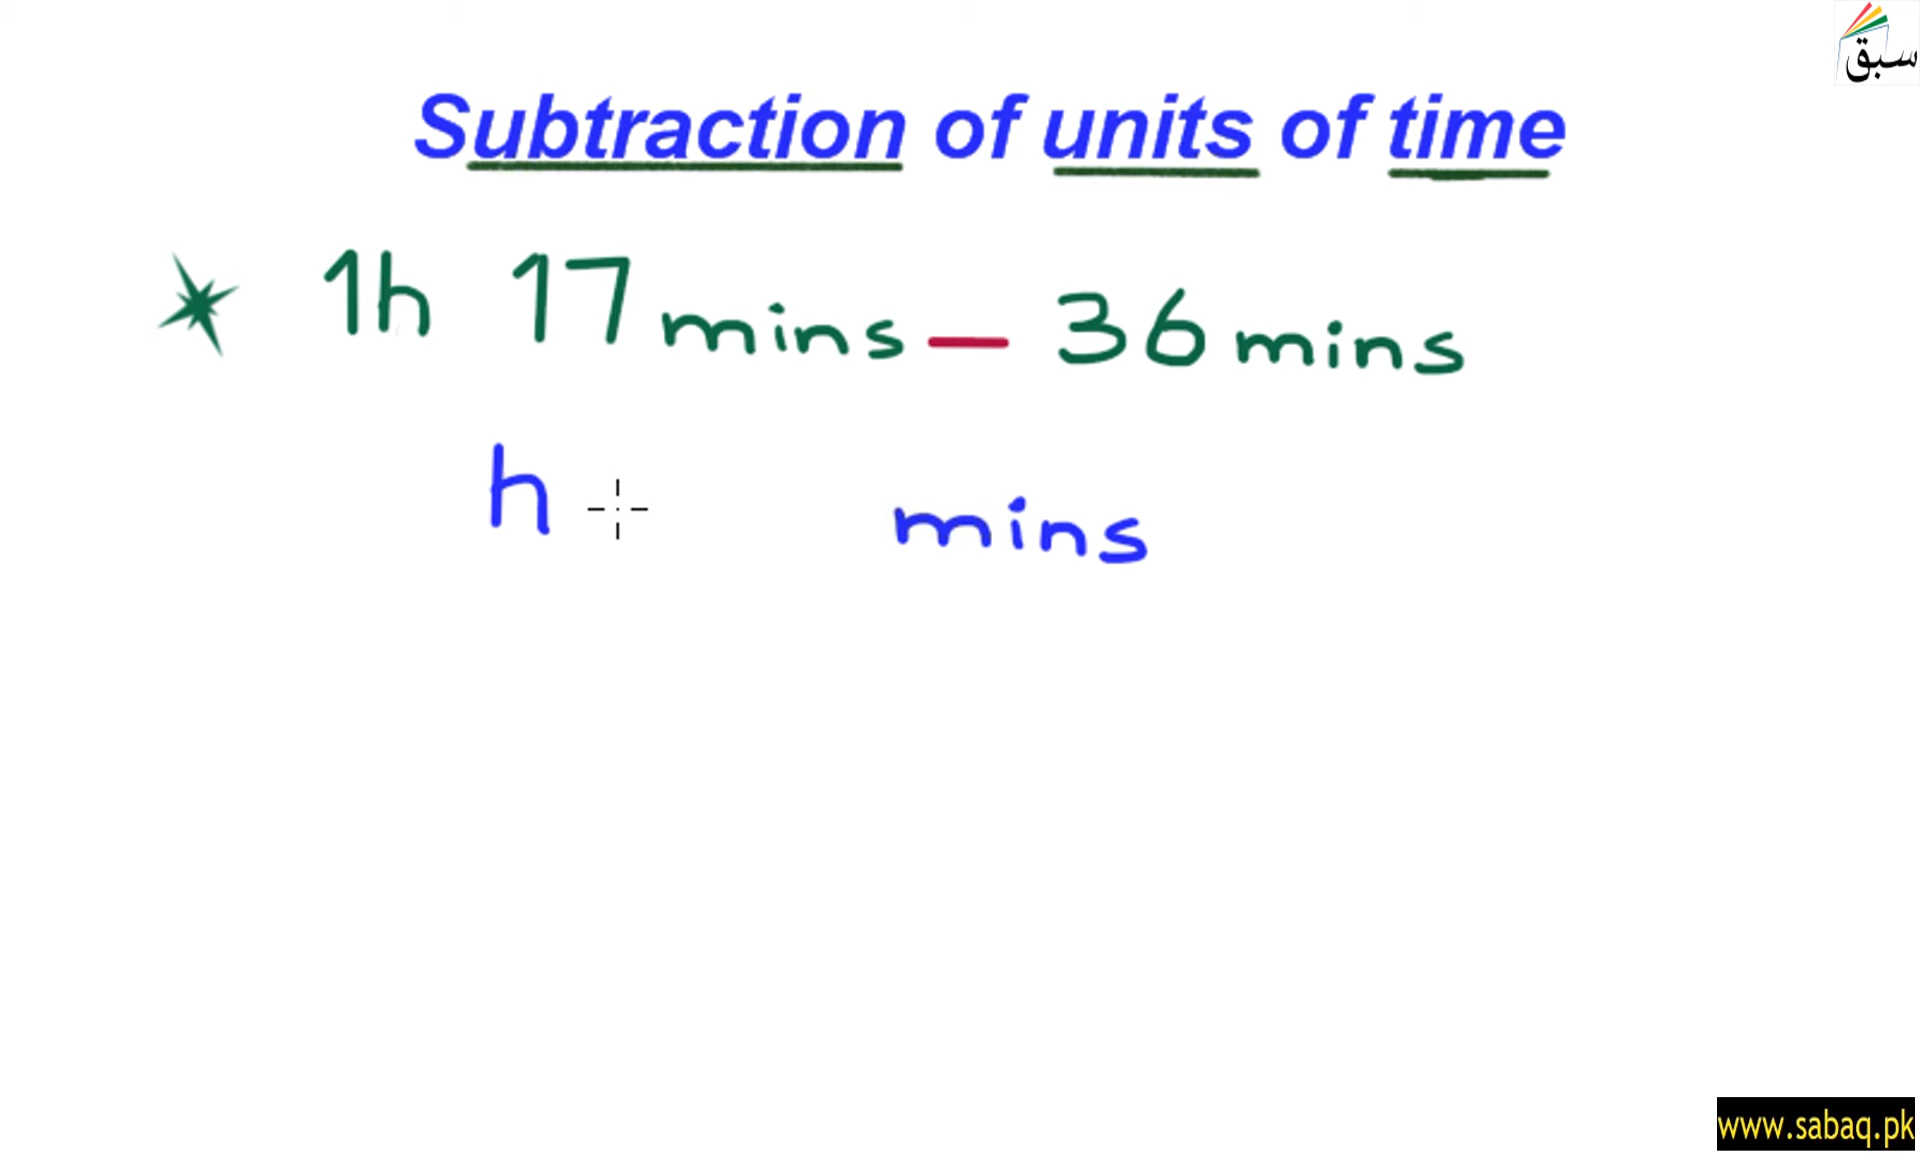 سبق
Subtraction of units of time
1h 17 mins — 36 mins
h mins
www.sabaq.pk